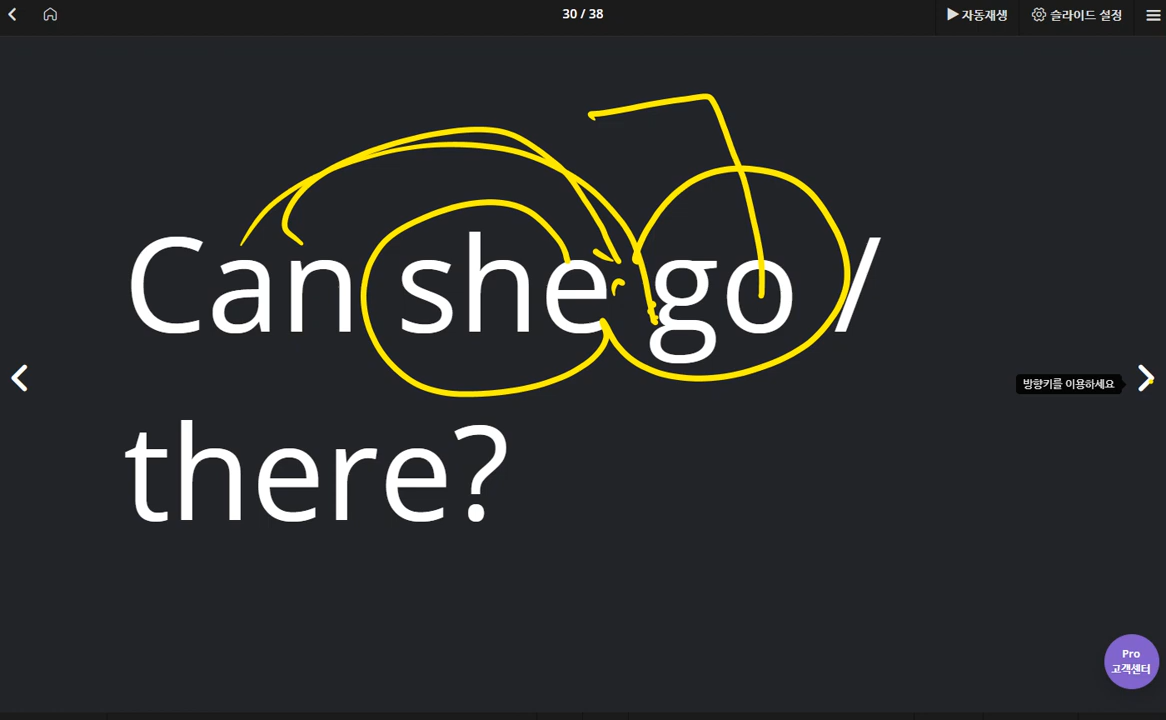 30 / 38
자동재생
슬라이드 설정
Can she go /
there?
방향키를 이용하세요
Pro
고객센터